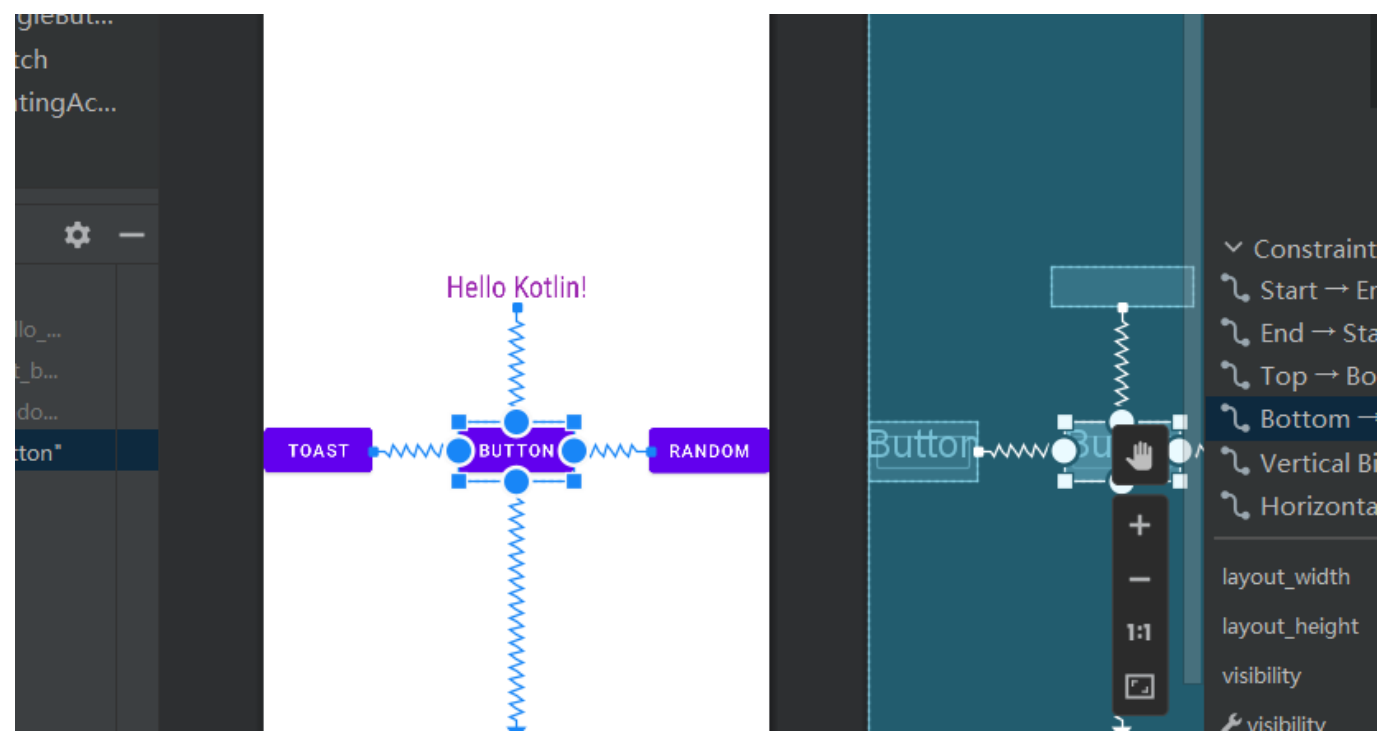 gleBut...
tch
tingAc...
llo_...
t_b...
do...
tton"
Hello Kotlin!
TOAST
BUTTON
RANDOM
Button
Bu
+
−
1:1
Constraint
Start → En
End → Sta
Top → Bo
Bottom →
Vertical Bi
Horizonta
layout_width
layout_height
visibility
visibility